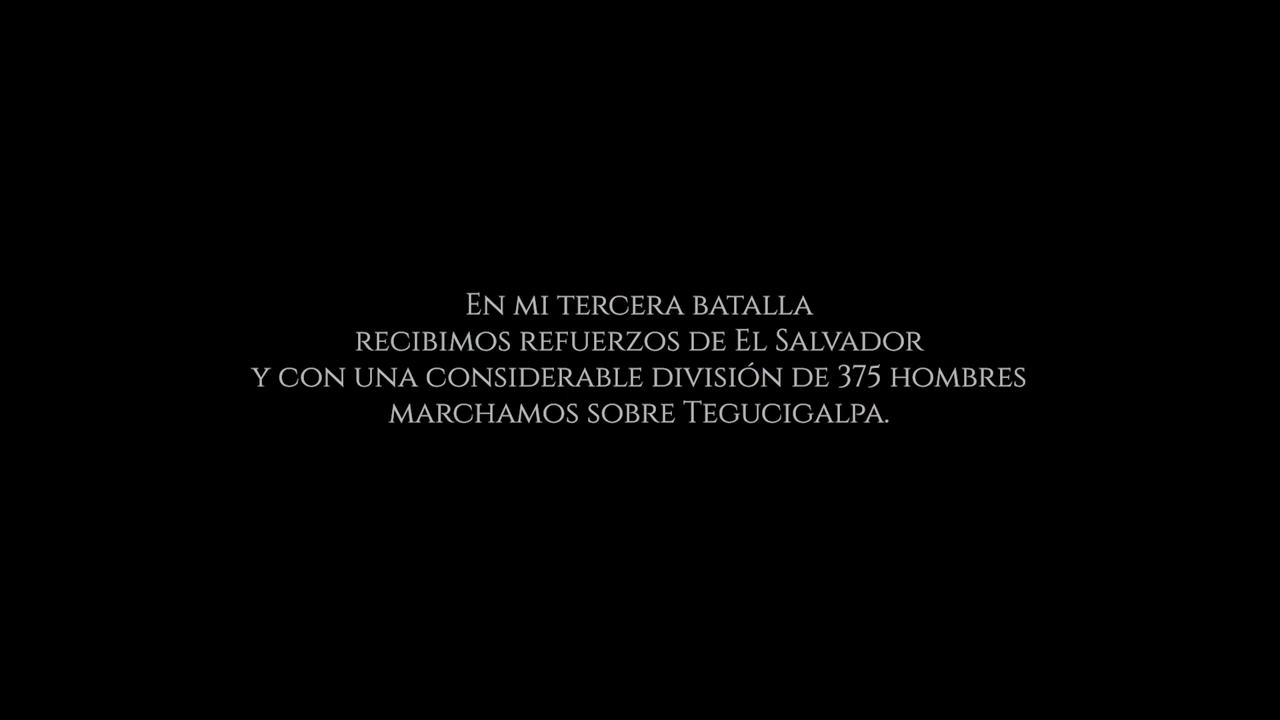 En mi tercera batalla
recibimos refuerzos de El Salvador
y con una considerable división de 375 hombres
marchamos sobre Tegucigalpa.